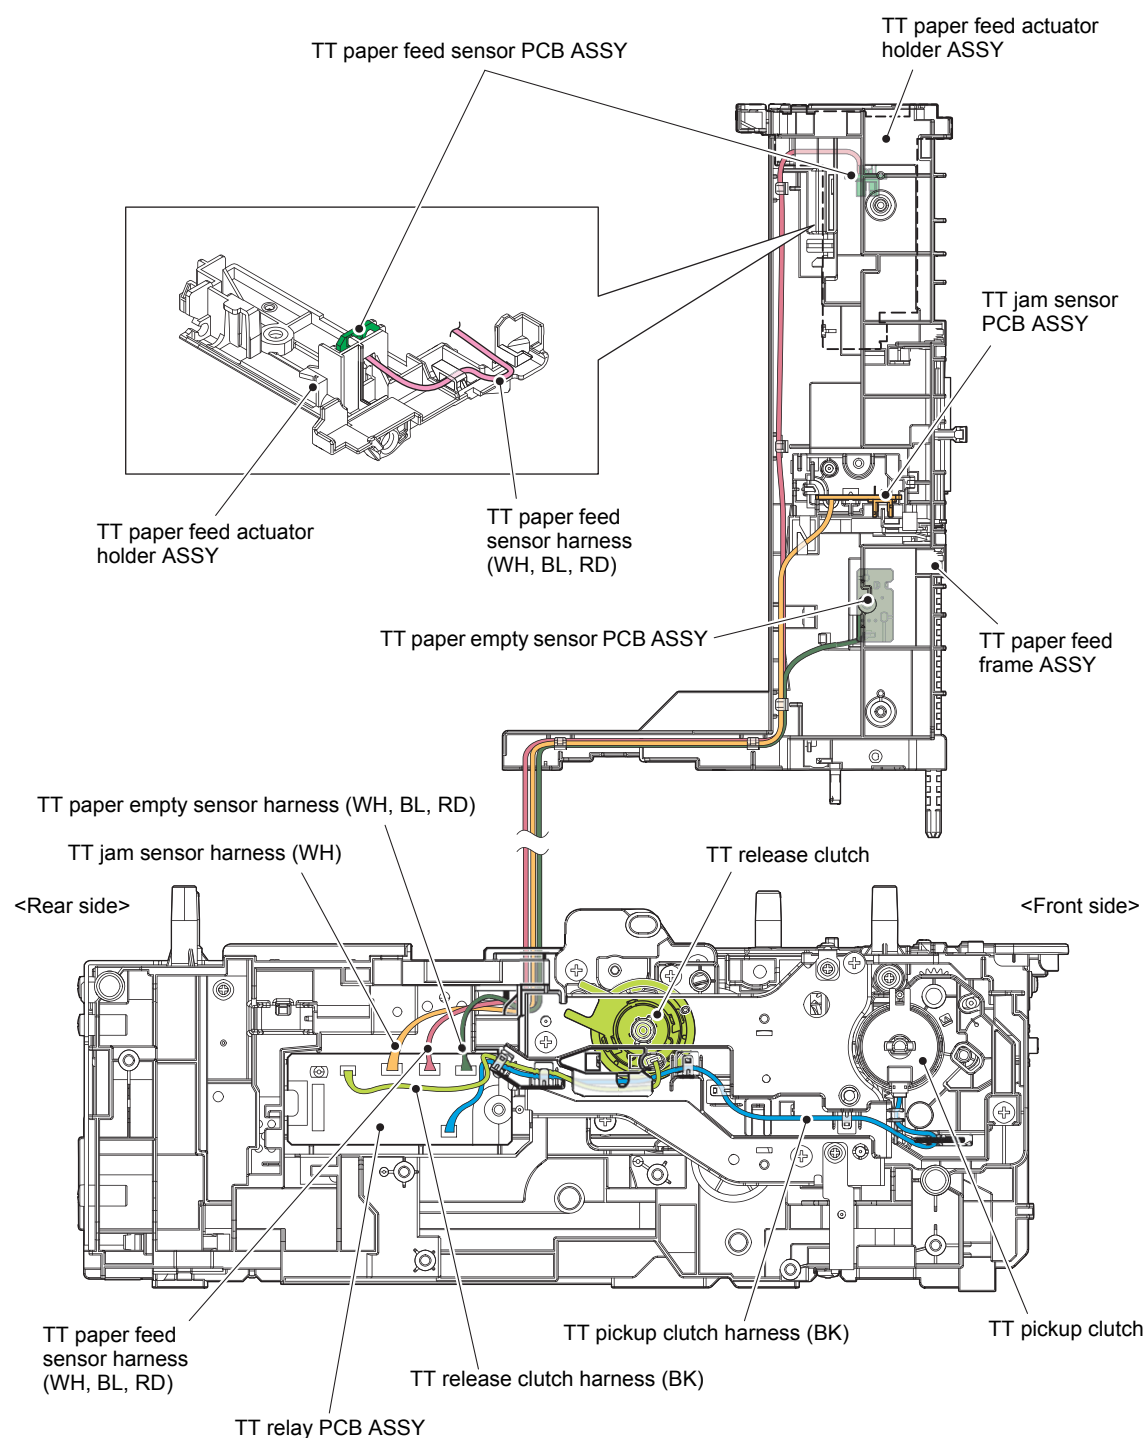 TT paper feed actuator
holder ASSY
TT paper feed sensor PCB ASSY
TT jam sensor
PCB ASSY
TT paper feed actuator
holder ASSY
TT paper feed
sensor harness
(WH, BL, RD)
TT paper empty sensor PCB ASSY
TT paper feed
frame ASSY
TT paper empty sensor harness (WH, BL, RD)
TT jam sensor harness (WH)
TT release clutch
<Rear side>
<Front side>
TT paper feed
sensor harness
(WH, BL, RD)
TT pickup clutch harness (BK)
TT pickup clutch
TT release clutch harness (BK)
TT relay PCB ASSY